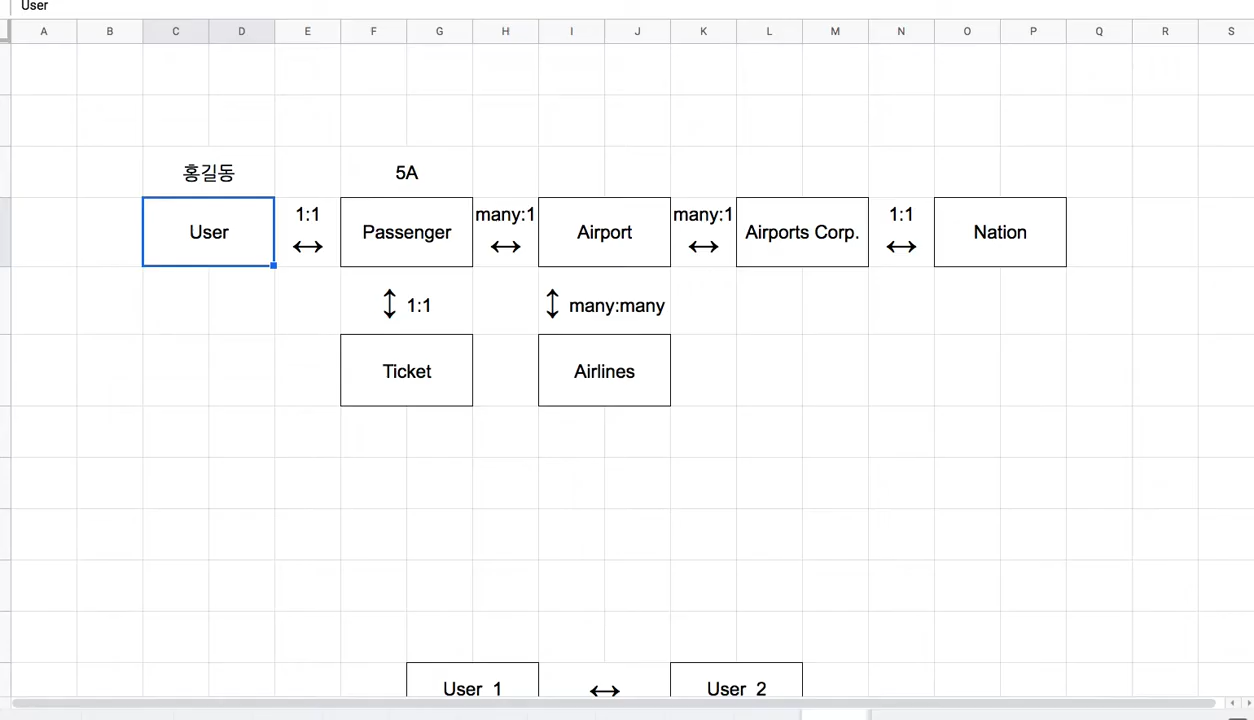 User
A B C D E F G H I J K L M N O P Q R S
홍길동 5A
User 1:1 Passenger many:1 Airport many:1 Airports Corp. 1:1 Nation
↔ ↔ ↔ ↔
↕ 1:1 ↕ many:many
Ticket Airlines
User 1 ↔ User 2